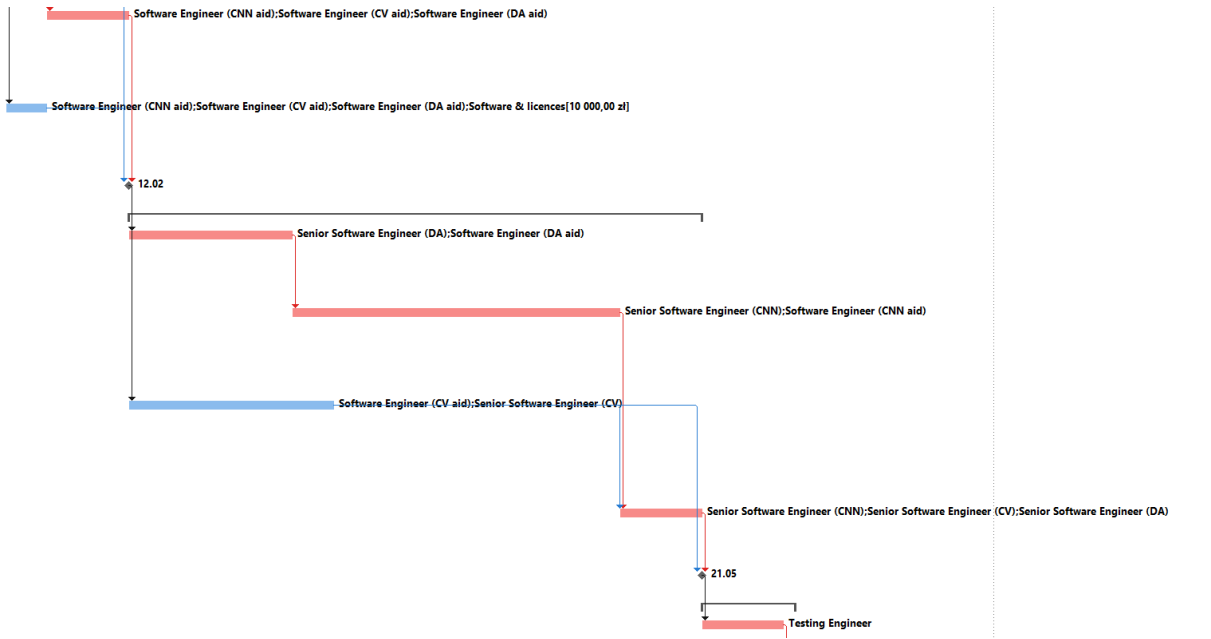 Software Engineer (CNN aid);Software Engineer (CV aid);Software Engineer (DA aid)
Software Engineer (CNN aid);Software Engineer (CV aid);Software Engineer (DA aid);Software & licences[10 000,00 zł]
12.02
Senior Software Engineer (DA);Software Engineer (DA aid)
Senior Software Engineer (CNN);Software Engineer (CNN aid)
Software Engineer (CV aid);Senior Software Engineer (CV)
Senior Software Engineer (CNN);Senior Software Engineer (CV);Senior Software Engineer (DA)
21.05
Testing Engineer